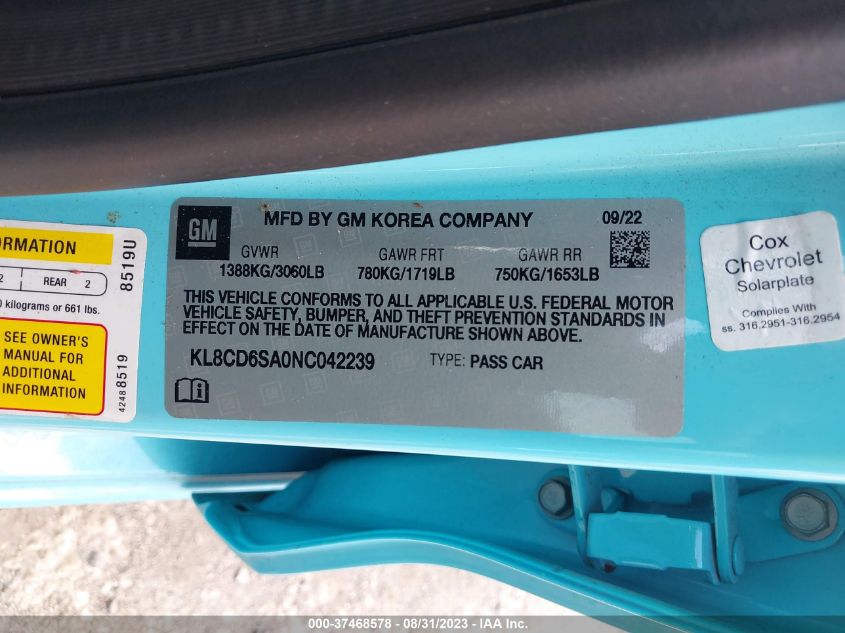 ORMATION
2 REAR 2
0 kilograms or 661 lbs.
SEE OWNER'S
MANUAL FOR
ADDITIONAL
INFORMATION
8519U
42488519
GM
MFD BY GM KOREA COMPANY 09/22
GVWR GAWR FRT GAWR RR
1388KG/3060LB 780KG/1719LB 750KG/1653LB
THIS VEHICLE CONFORMS TO ALL APPLICABLE U.S. FEDERAL MOTOR
VEHICLE SAFETY, BUMPER, AND THEFT PREVENTION STANDARDS IN
EFFECT ON THE DATE OF MANUFACTURE SHOWN ABOVE.
KL8CD6SA0NC042239 TYPE: PASS CAR
Cox
Chevrolet
Solarplate
Complies With
ss. 316.2951-316.2954
000-37468578 - 08/31/2023 - IAA Inc.